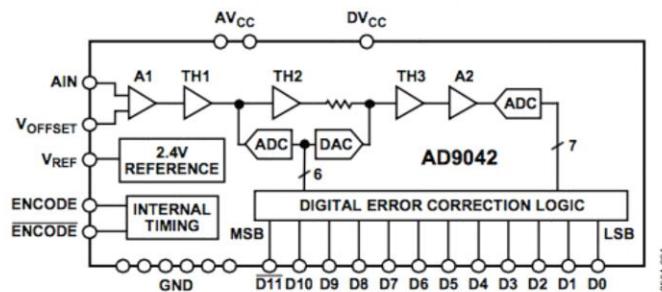 AVCC DVCC
AIN A1 TH1 TH2 TH3 A2
ADC
VOFFSET
ADC DAC
VREF 2.4V
REFERENCE
AD9042
6 7
ENCODE INTERNAL
TIMING
ENCODE
DIGITAL ERROR CORRECTION LOGIC
MSB LSB
GND D11 D10 D9 D8 D7 D6 D5 D4 D3 D2 D1 D0